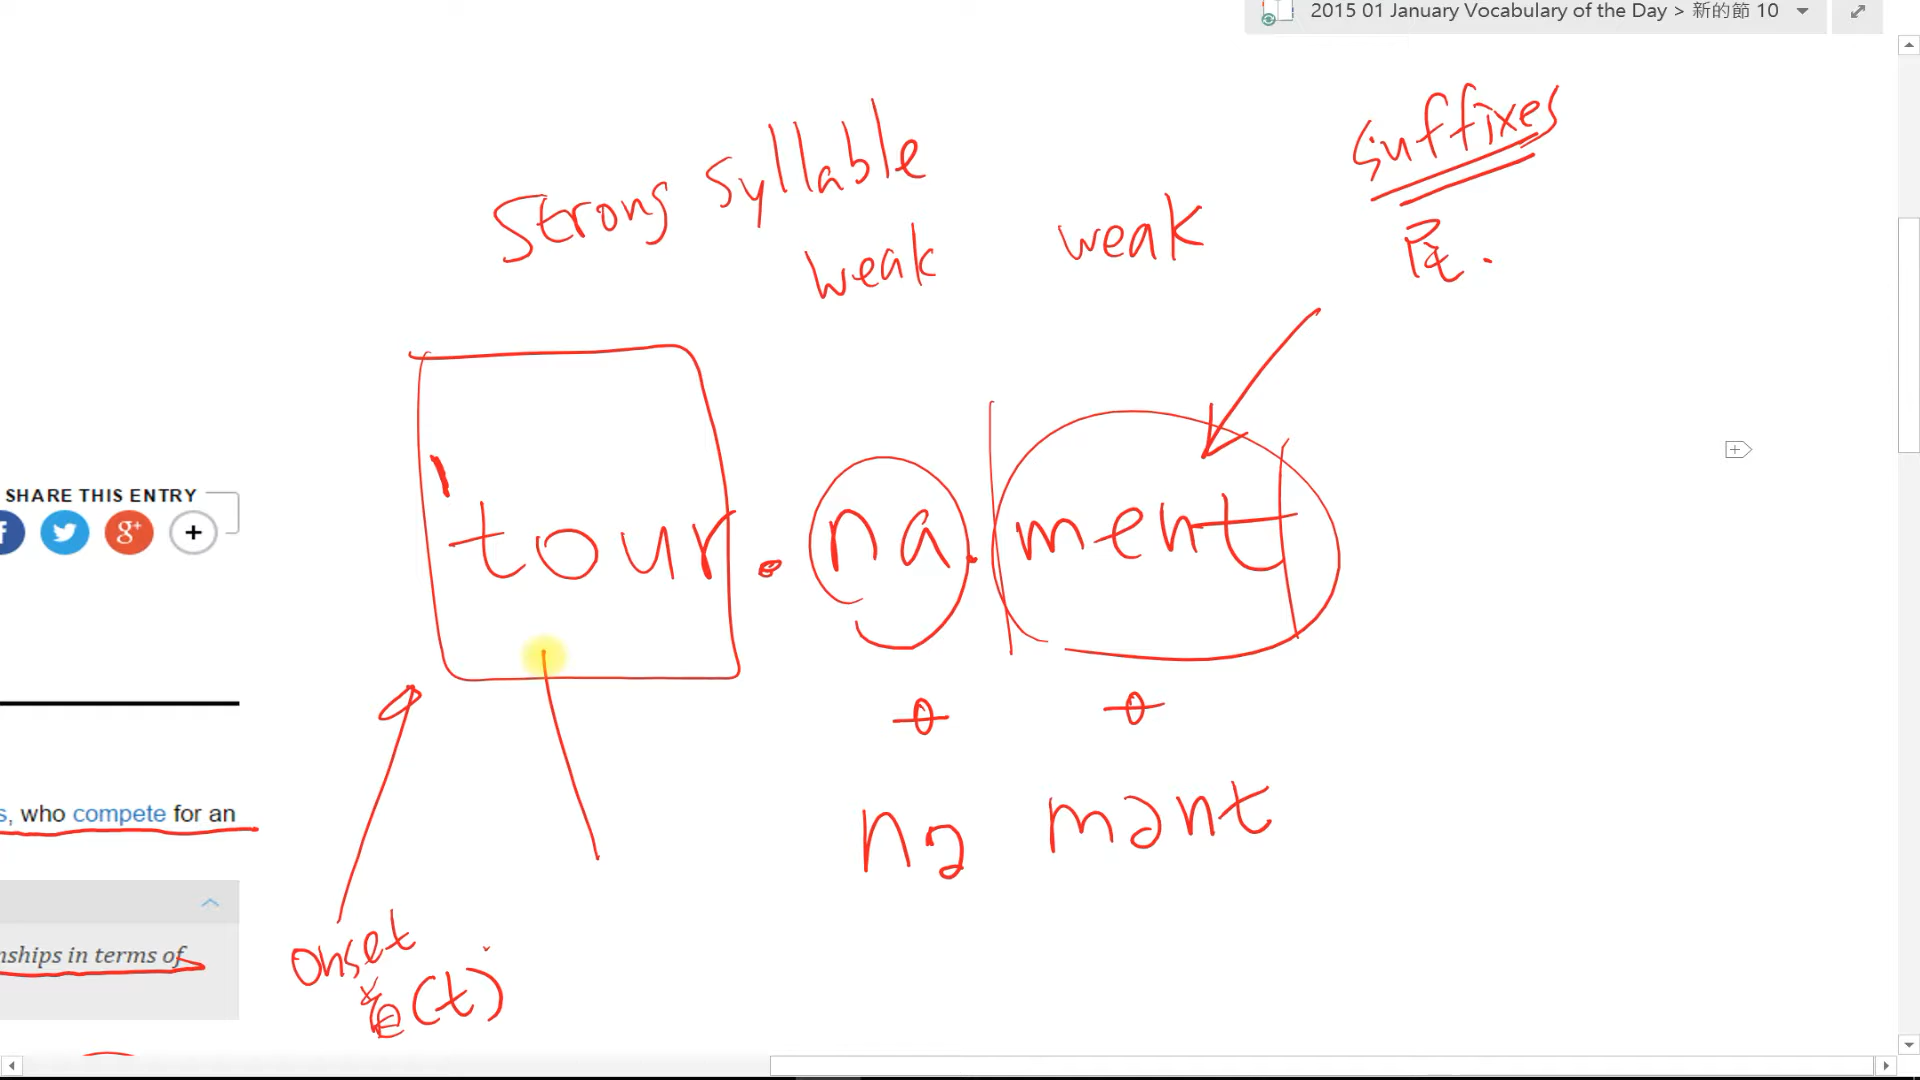 2015 01 January Vocabulary of the Day > 新的節 10
suffixes
尾.
Strong syllable
weak weak
'tour.na.ment
nə mənt
SHARE THIS ENTRY
f g+ +
s, who compete for an
nships in terms of
onset
首(t)